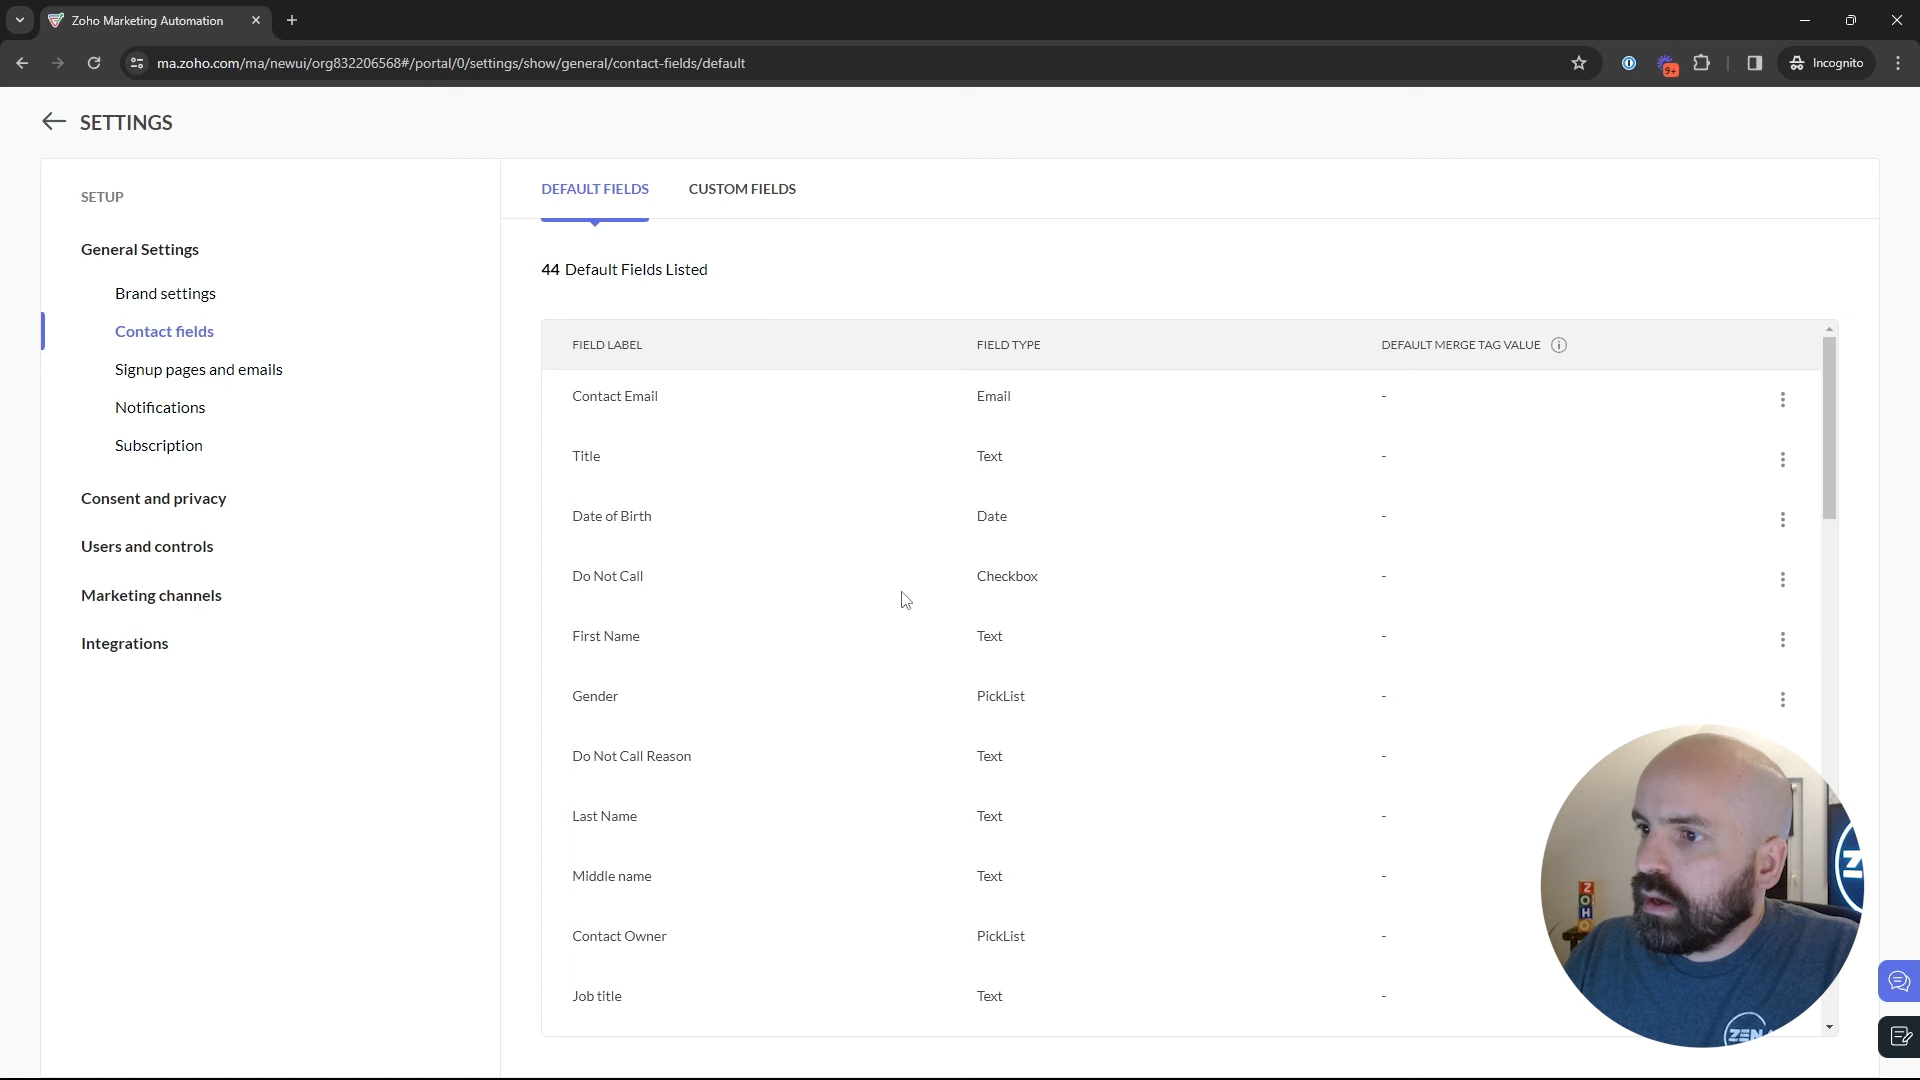 Zoho Marketing Automation
ma.zoho.com/ma/newui/org832206568#/portal/0/settings/show/general/contact-fields/default
9+
Incognito
SETTINGS
SETUP
General Settings
Brand settings
Contact fields
Signup pages and emails
Notifications
Subscription
Consent and privacy
Users and controls
Marketing channels
Integrations
DEFAULT FIELDS CUSTOM FIELDS
44 Default Fields Listed
FIELD LABEL FIELD TYPE DEFAULT MERGE TAG VALUE
Contact Email Email -
Title Text -
Date of Birth Date -
Do Not Call Checkbox -
First Name Text -
Gender PickList -
Do Not Call Reason Text -
Last Name Text -
Middle name Text -
Contact Owner PickList -
Job title Text -
ZOHO
ZEN